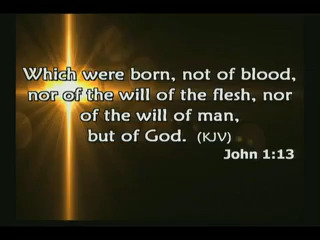 Which were born, not of blood,
nor of the will of the flesh, nor
of the will of man,
but of God. (KJV)
John 1:13